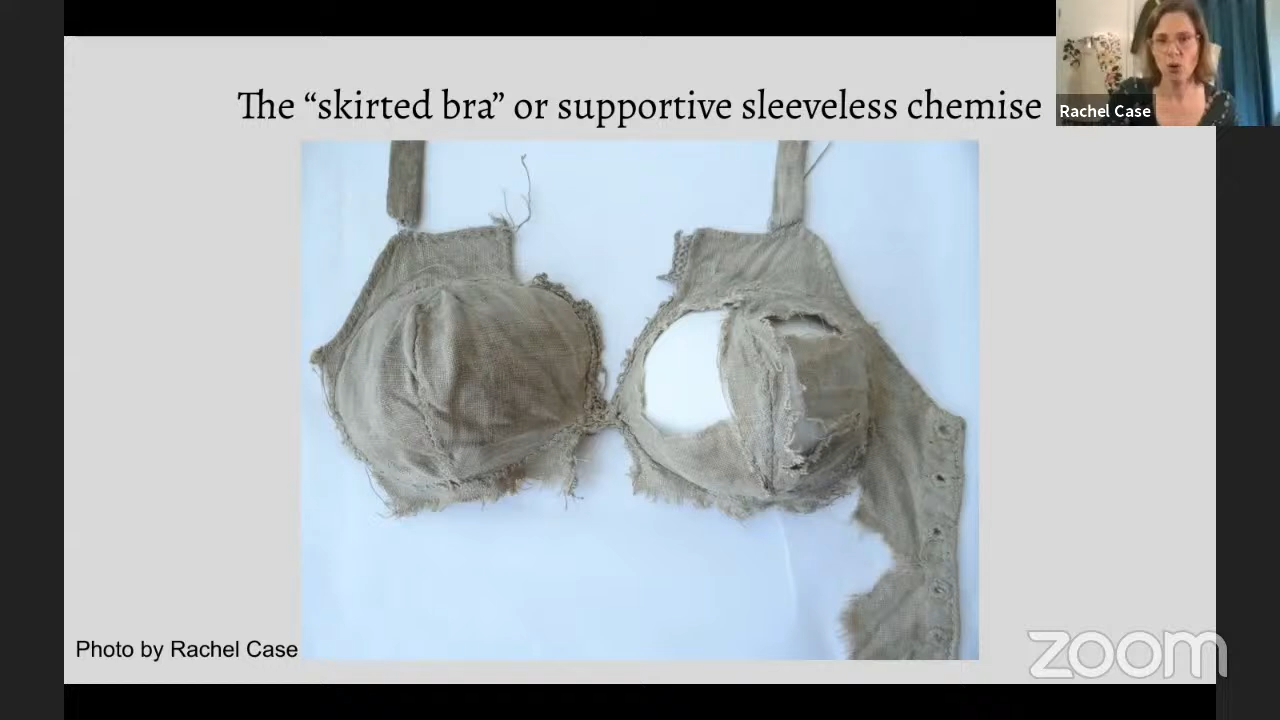 The “skirted bra” or supportive sleeveless chemise
Rachel Case
Photo by Rachel Case
zoom